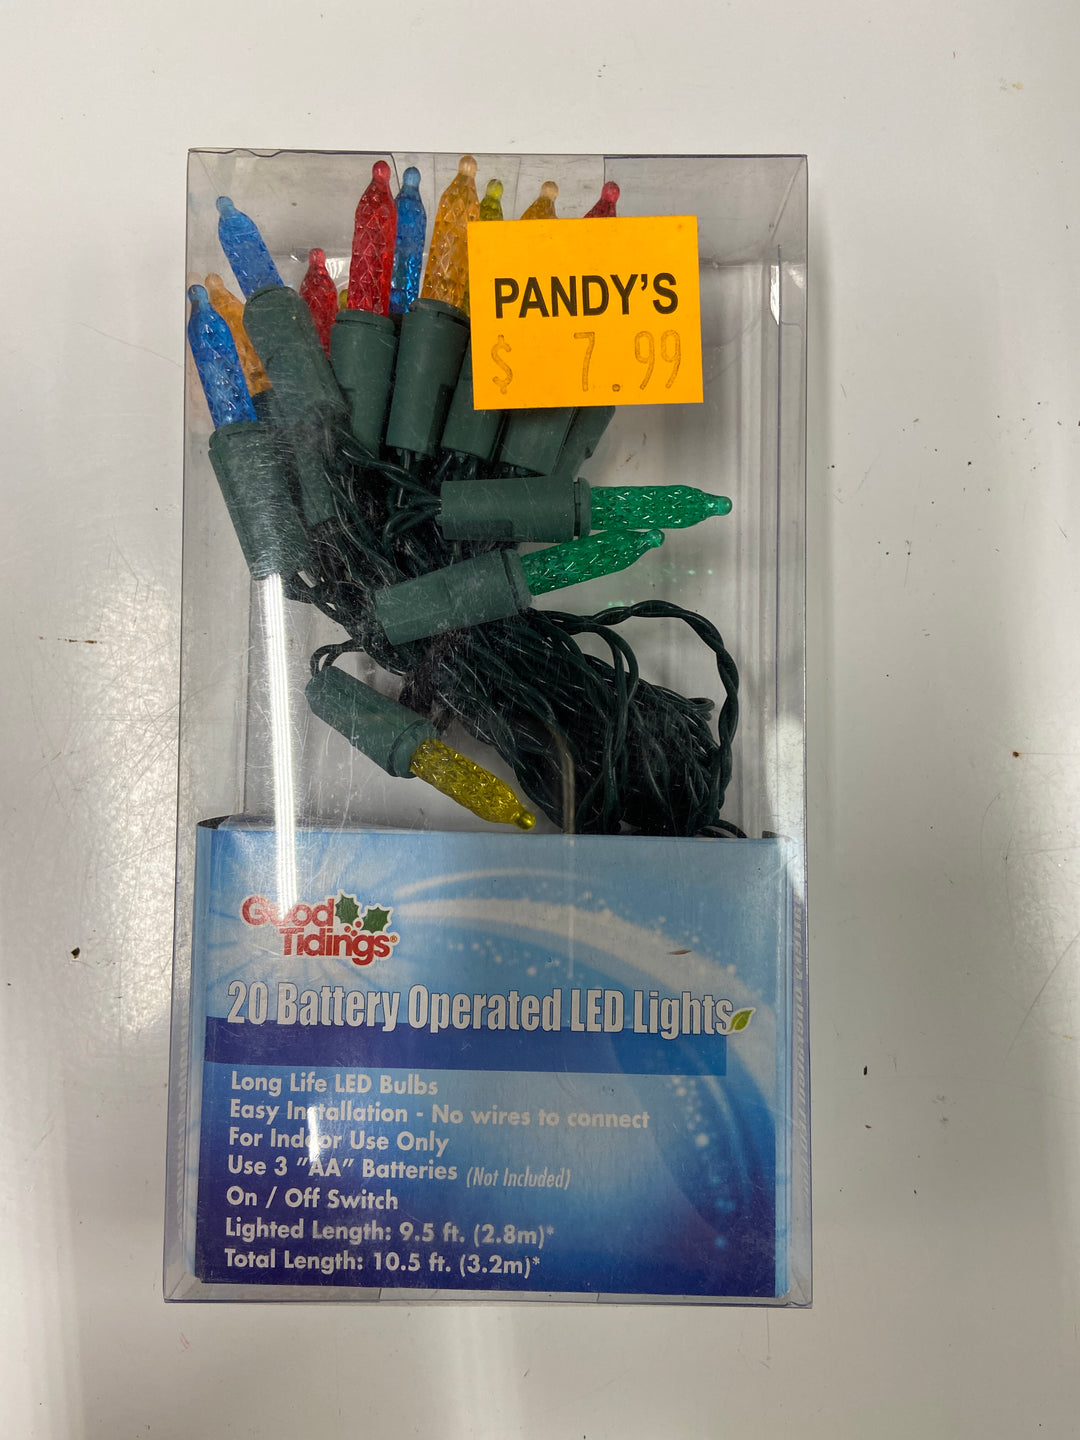 PANDY'S
$ 7.99
Good
Tidings®
20 Battery Operated LED Lights
Long Life LED Bulbs
Easy Installation - No wires to connect
For Indoor Use Only
Use 3 "AA" Batteries (Not Included)
On / Off Switch
Lighted Length: 9.5 ft. (2.8m)*
Total Length: 10.5 ft. (3.2m)*